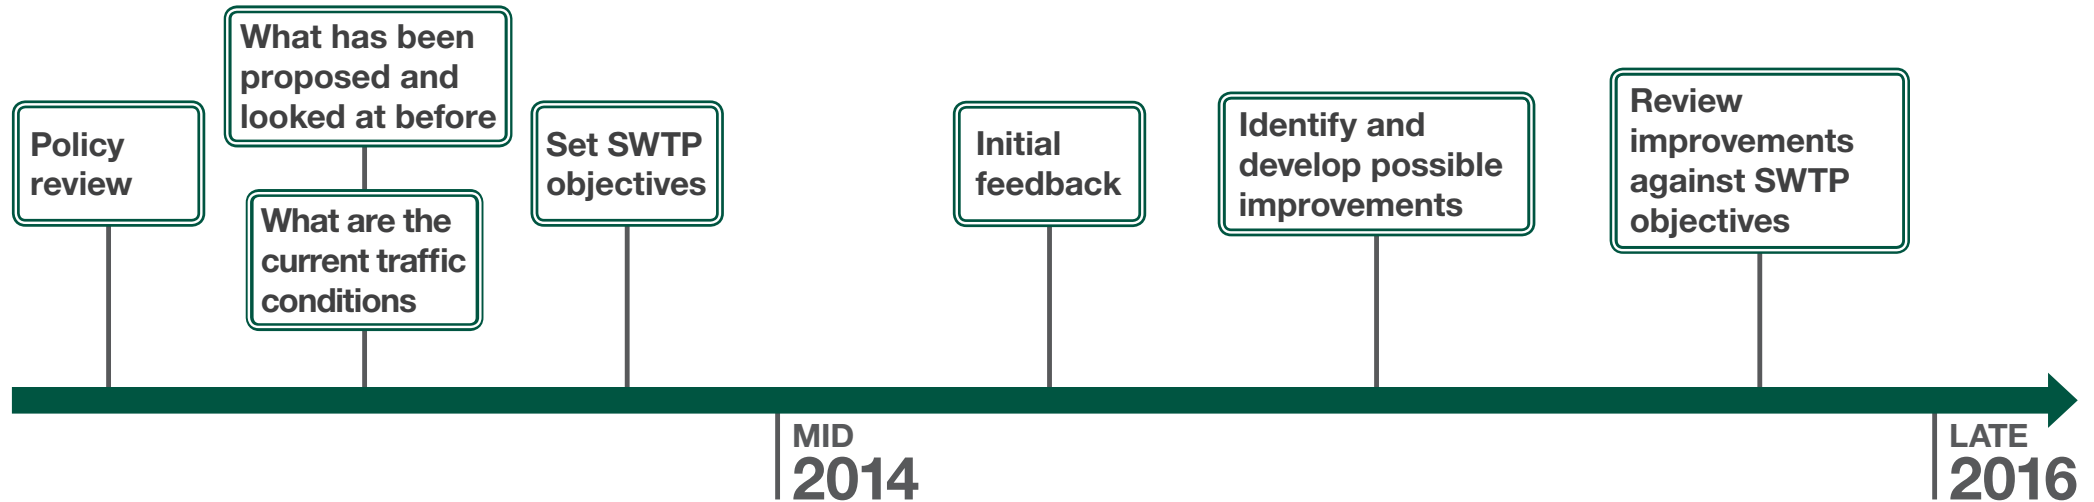 Policy
review
What has been
proposed and
looked at before
What are the
current traffic
conditions
Set SWTP
objectives
Initial
feedback
Identify and
develop possible
improvements
Review
improvements
against SWTP
objectives
MID
2014
LATE
2016